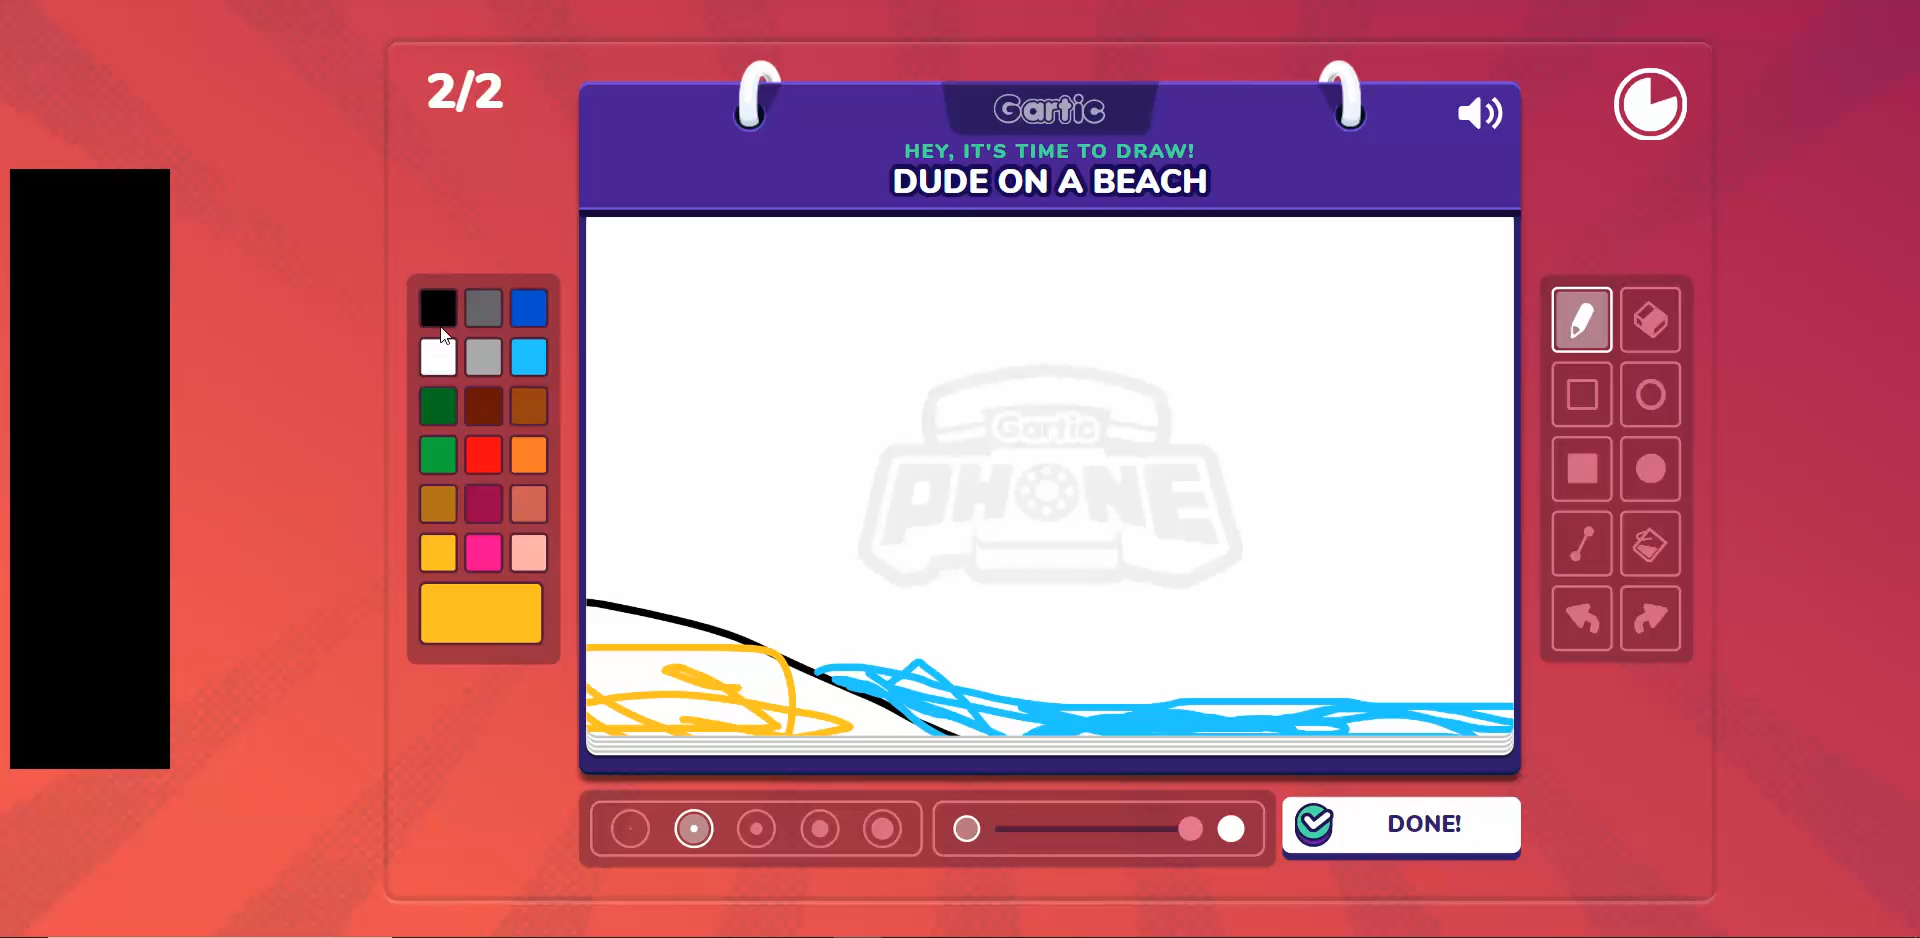 2/2
Gartic
HEY, IT'S TIME TO DRAW!
DUDE ON A BEACH
Gartic
PHONE
DONE!